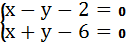 x − y − 2 = 0
x + y − 6 = 0